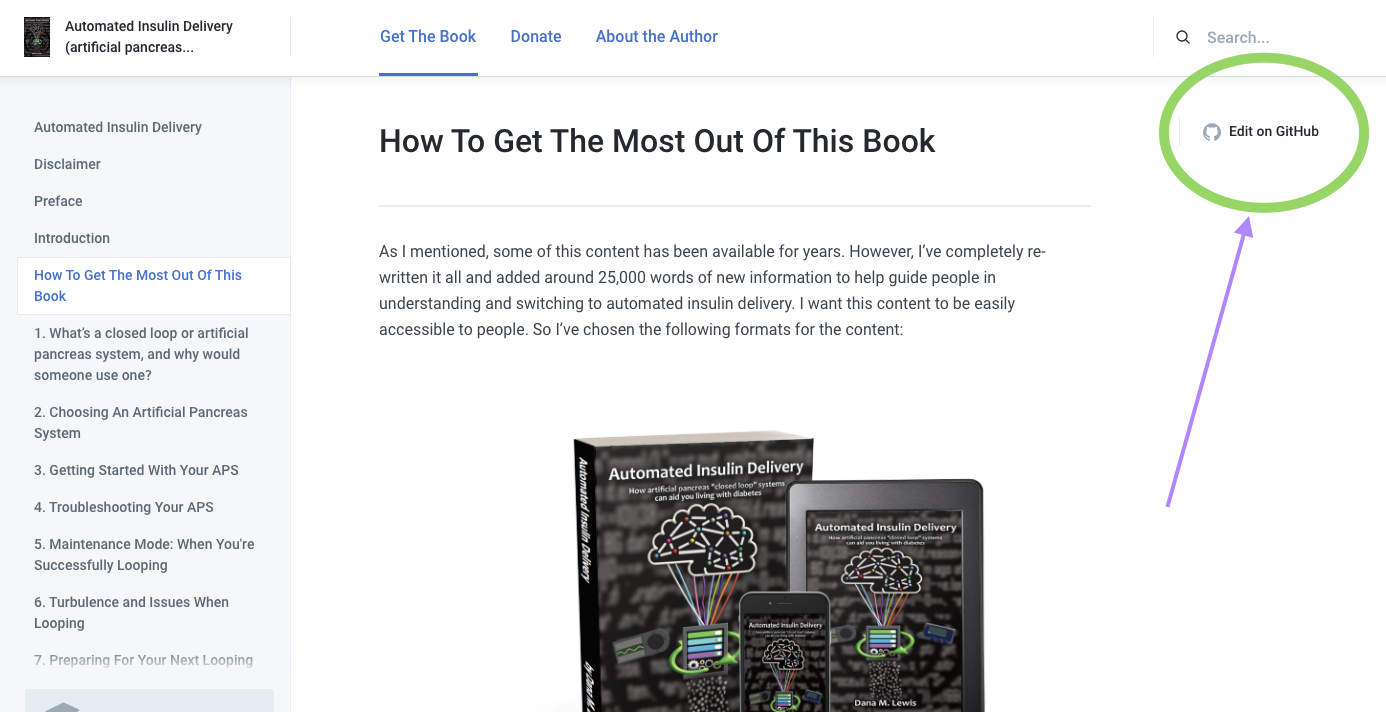 Automated Insulin Delivery
(artificial pancreas...
Get The Book
Donate
About the Author
Search...
Automated Insulin Delivery
Disclaimer
Preface
Introduction
How To Get The Most Out Of This
Book
1. What's a closed loop or artificial
pancreas system, and why would
someone use one?
2. Choosing An Artificial Pancreas
System
3. Getting Started With Your APS
4. Troubleshooting Your APS
5. Maintenance Mode: When You're
Successfully Looping
6. Turbulence and Issues When
Looping
7. Preparing For Your Next Looping
How To Get The Most Out Of This Book
Edit on GitHub
As I mentioned, some of this content has been available for years. However, I’ve completely re-
written it all and added around 25,000 words of new information to help guide people in
understanding and switching to automated insulin delivery. I want this content to be easily
accessible to people. So I’ve chosen the following formats for the content:
Automated Insulin Delivery
by Dana M.
Automated Insulin Delivery
How artificial pancreas "closed loop" systems
can aid you living with diabetes
Automated Insulin Delivery
How artificial pancreas "closed loop" systems
can aid you living with diabetes
Dana M. Lewis
Automated Insulin Delivery